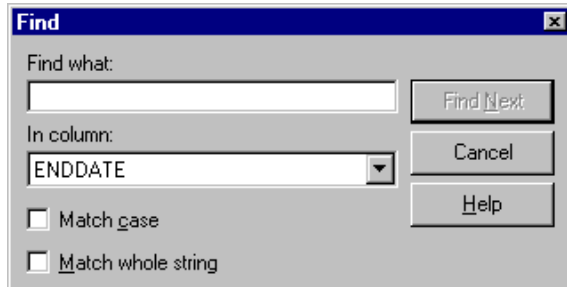 Find
Find what:
Find Next
In column:
ENDDATE
Cancel
Help
Match case
Match whole string